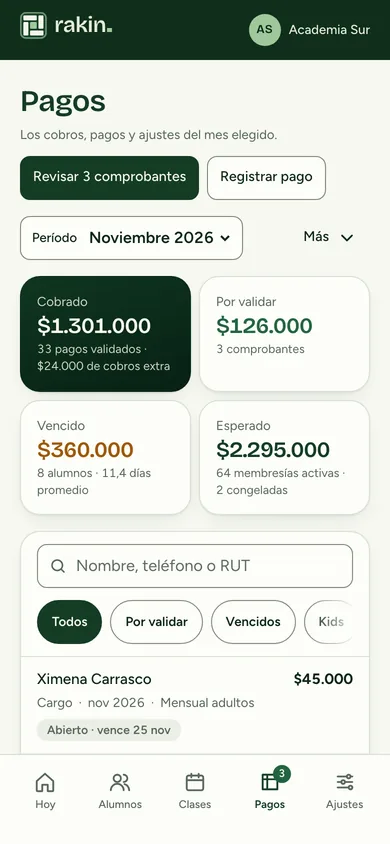 rakin.
AS
Academia Sur
Pagos
Los cobros, pagos y ajustes del mes elegido.
Revisar 3 comprobantes
Registrar pago
Período
Noviembre 2026
Más
Cobrado
$1.301.000
33 pagos validados ·
$24.000 de cobros extra
Por validar
$126.000
3 comprobantes
Vencido
$360.000
8 alumnos · 11,4 días
promedio
Esperado
$2.295.000
64 membresías activas ·
2 congeladas
Nombre, teléfono o RUT
Todos
Por validar
Vencidos
Kids
Ximena Carrasco
$45.000
Cargo · nov 2026 · Mensual adultos
Abierto · vence 25 nov
3
Hoy
Alumnos
Clases
Pagos
Ajustes